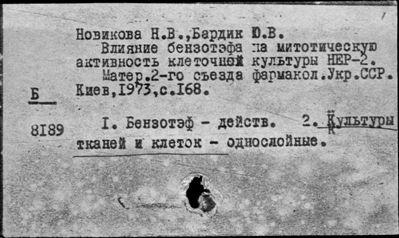 Новикова Н.В.,Бардик Ю.В.
Влияние бензотэфа на митотическую
активность клеточной культуры НЕР-2.
Матер.2-го съезда фармакол.Укр.ССР.
Б Киев,1973,с.168.
8189 1. Бензотэф - действ. 2. Культуры
тканей и клеток - однослойные.